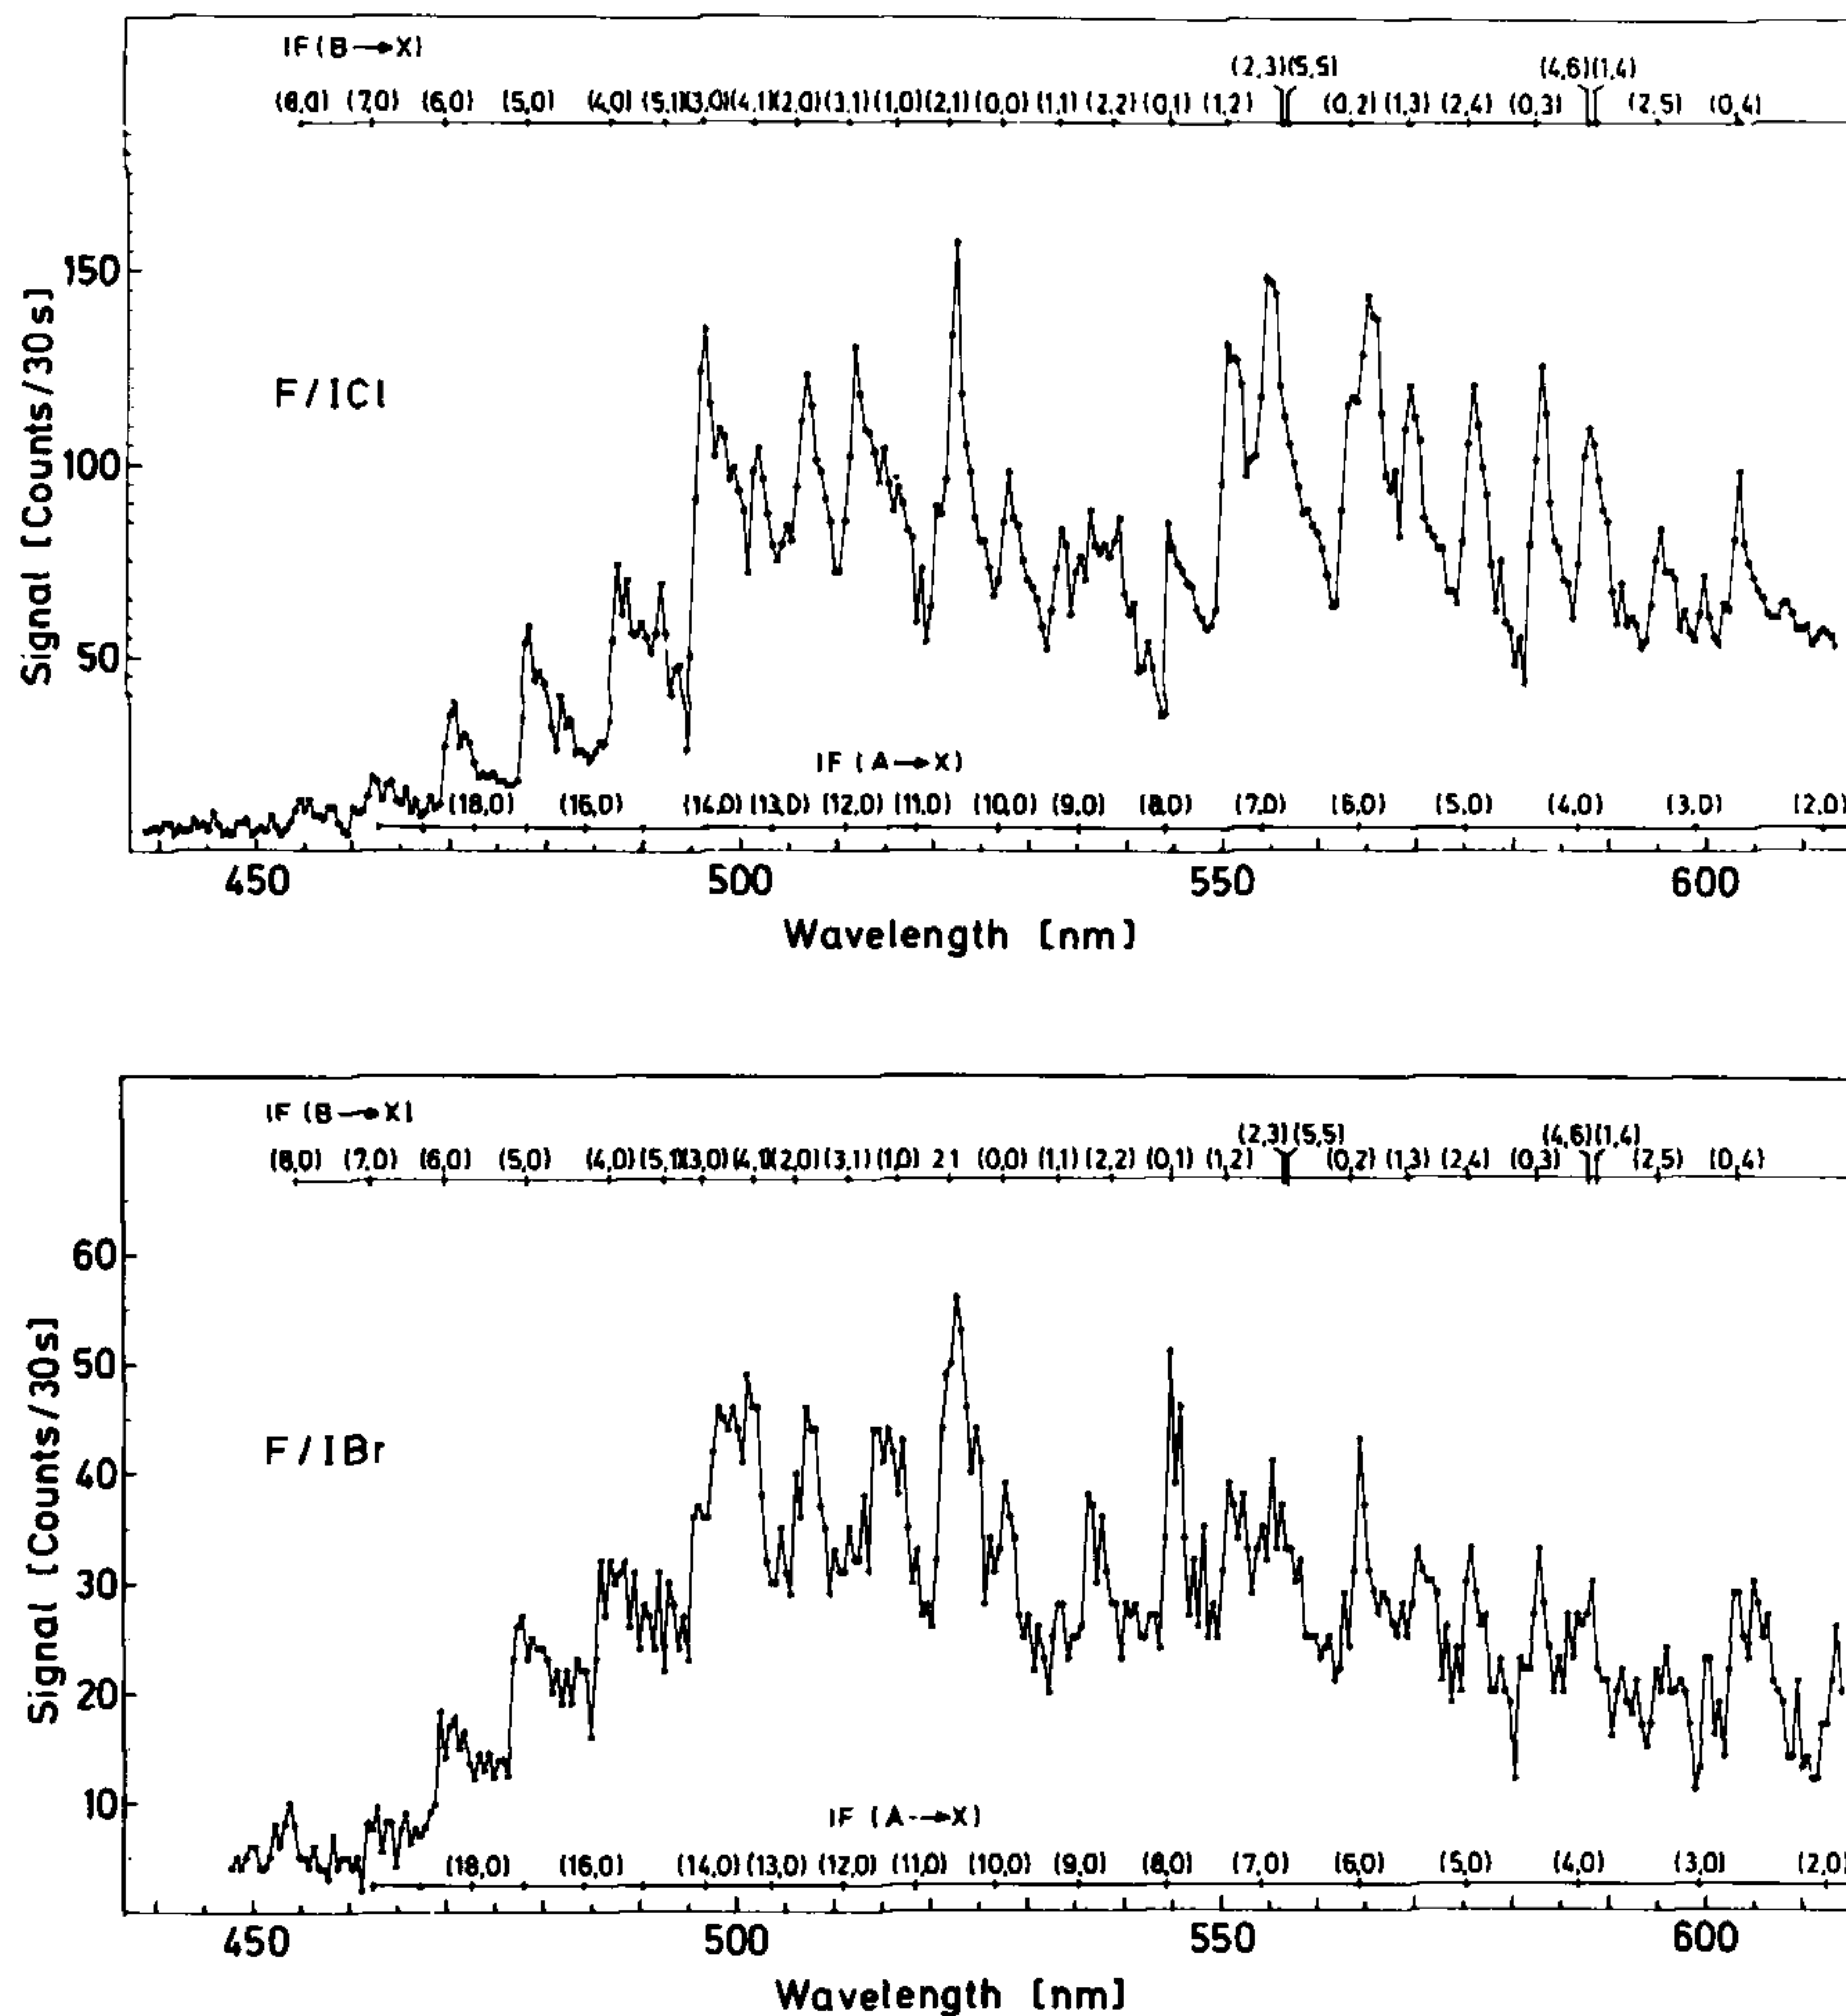 IF(B→X)
(2,3)(5,5) (4,6)(1,4)
(8,0) (7,0) (6,0) (5,0) (4,0) (5,1)(3,0)(4,1)(2,0)(3,1)(1,0)(2,1)(0,0)(1,1)(2,2)(0,1)(1,2) (0,2)(1,3)(2,4) (0,3) (2,5) (0,4)
150
100
50
Signal [Counts/30s]
F/ICl
IF (A→X)
(18,0) (16,0) (14,0)(13,0)(12,0)(11,0) (10,0) (9,0) (8,0) (7,0) (6,0) (5,0) (4,0) (3,0) (2,0)
450 500 550 600
Wavelength [nm]
IF (B→X)
(2,3)(5,5) (4,6)(1,4)
(8,0) (7,0) (6,0) (5,0) (4,0) (5,1)(3,0)(4,1)(2,0)(3,1) (1,0) 21 (0,0) (1,1) (2,2) (0,1) (1,2) (0,2) (1,3) (2,4) (0,3) (2,5) (0,4)
60
50
40
30
20
10
Signal [Counts/30s]
F/IBr
IF (A→X)
(18,0) (16,0) (14,0)(13,0)(12,0) (11,0) (10,0) (9,0) (8,0) (7,0) (6,0) (5,0) (4,0) (3,0) (2,0)
450 500 550 600
Wavelength [nm]